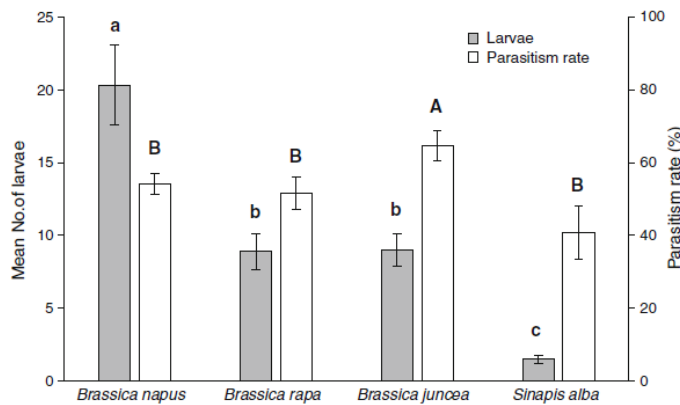 25
20
15
10
5
0
Mean No.of larvae
a
B
b
B
b
A
c
B
Larvae
Parasitism rate
100
80
60
40
20
0
Parasitism rate (%)
Brassica napus
Brassica rapa
Brassica juncea
Sinapis alba